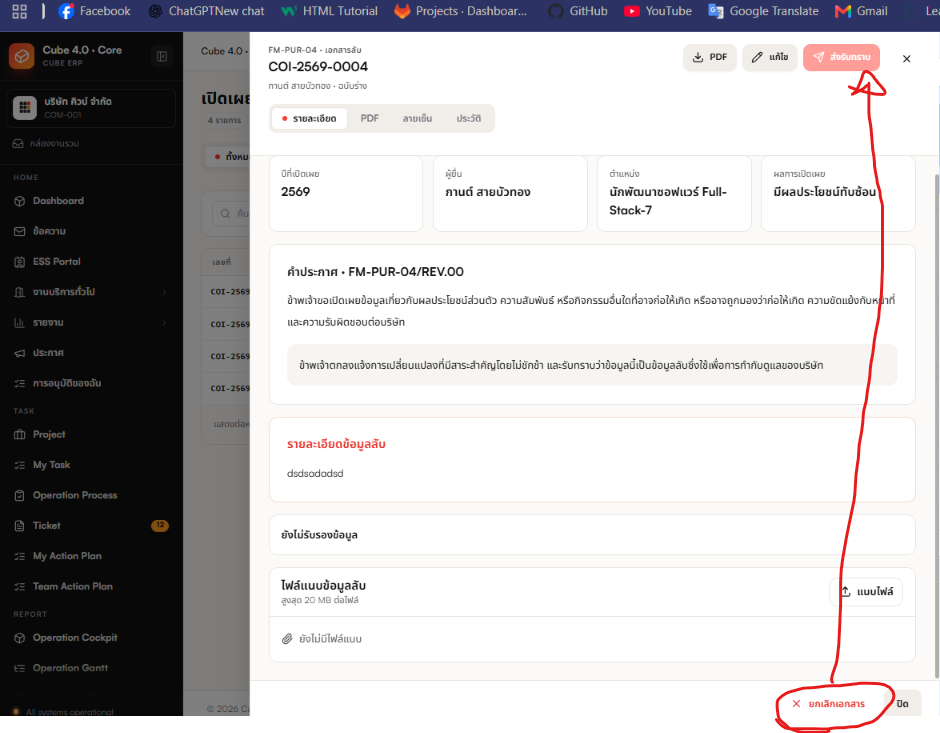 Facebook
ChatGPTNew chat
HTML Tutorial
Projects · Dashboar...
GitHub
YouTube
Google Translate
Gmail
Cube 4.0 · Core
CUBE ERP
บริษัท คิวบ์ จำกัด
COM-001
กล่องงานรวม
HOME
Dashboard
ข้อความ
ESS Portal
งานบริการทั่วไป
รายงาน
ประกาศ
การอนุมัติของฉัน
TASK
Project
My Task
Operation Process
Ticket
12
My Action Plan
Team Action Plan
REPORT
Operation Cockpit
Operation Gantt
All systems operational
Cube 4.0
4 รายการ
เลขที่
COI-2569
COI-2569
COI-2569
COI-2569
© 2026
FM-PUR-04 · เอกสารลับ
COI-2569-0004
กานต์ สายบัวทอง · ฉบับร่าง
PDF
แก้ไข
ส่งรับทราบ
รายละเอียด
PDF
ลายเซ็น
ประวัติ
ปีที่เปิดเผย
2569
ผู้ยื่น
กานต์ สายบัวทอง
ตำแหน่ง
นักพัฒนาซอฟแวร์ Full-
Stack-7
ผลการเปิดเผย
มีผลประโยชน์ทับซ้อน
คำประกาศ • FM-PUR-04/REV.00
ข้าพเจ้าขอเปิดเผยข้อมูลเกี่ยวกับผลประโยชน์ส่วนตัว ความสัมพันธ์ หรือกิจกรรมอื่นใดที่อาจก่อให้เกิด หรืออาจถูกมองว่าก่อให้เกิด ความขัดแย้งกับหน้าที่
และความรับผิดชอบต่อบริษัท
ข้าพเจ้าตกลงแจ้งการเปลี่ยนแปลงที่มีสาระสำคัญโดยไม่ชักช้า และรับทราบว่าข้อมูลนี้เป็นข้อมูลลับซึ่งใช้เพื่อการกำกับดูแลของบริษัท
รายละเอียดข้อมูลลับ
dsdsadadsd
ยังไม่รับรองข้อมูล
ไฟล์แนบข้อมูลลับ
สูงสุด 20 MB ต่อไฟล์
แนบไฟล์
ยังไม่มีไฟล์แนบ
ยกเลิกเอกสาร
ปิด